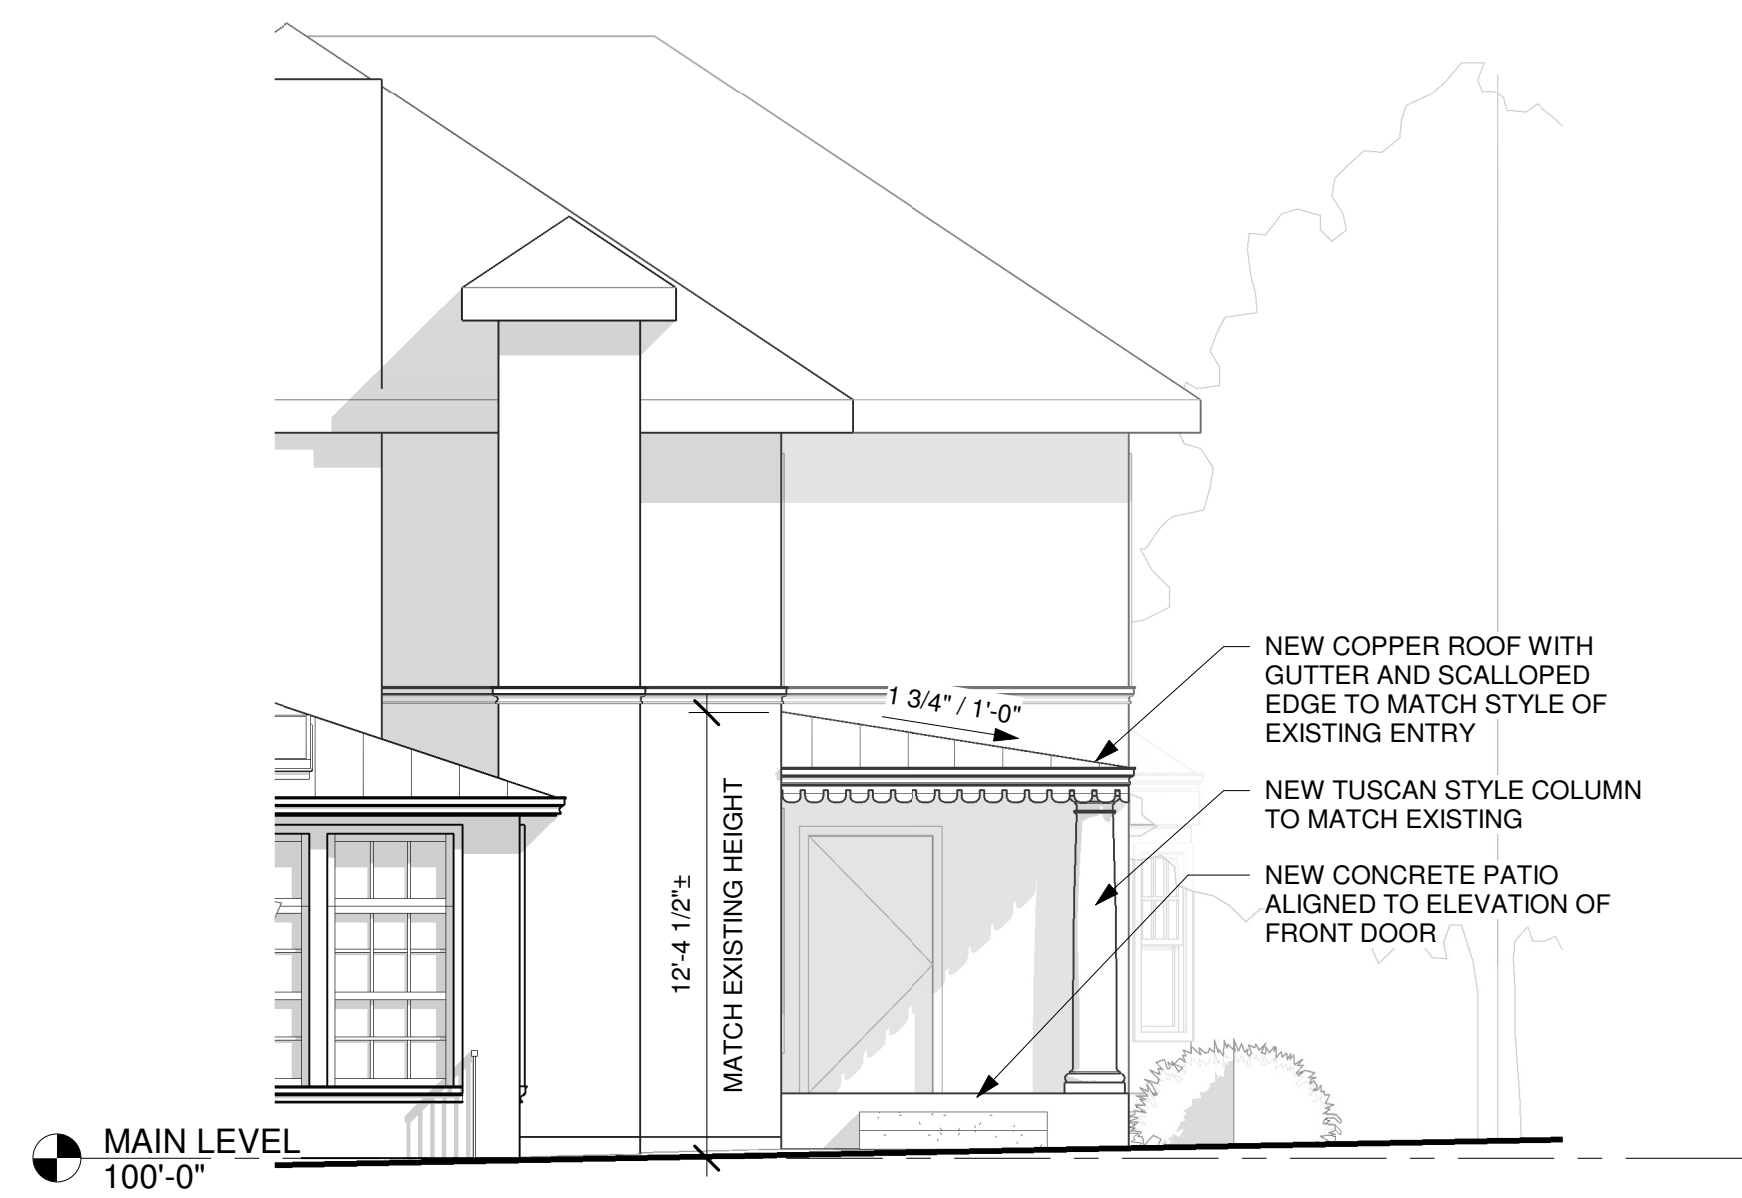 1 3/4" / 1'-0"
NEW COPPER ROOF WITH
GUTTER AND SCALLOPED
EDGE TO MATCH STYLE OF
EXISTING ENTRY
NEW TUSCAN STYLE COLUMN
TO MATCH EXISTING
NEW CONCRETE PATIO
ALIGNED TO ELEVATION OF
FRONT DOOR
12'-4 1/2"±
MATCH EXISTING HEIGHT
MAIN LEVEL
100'-0"